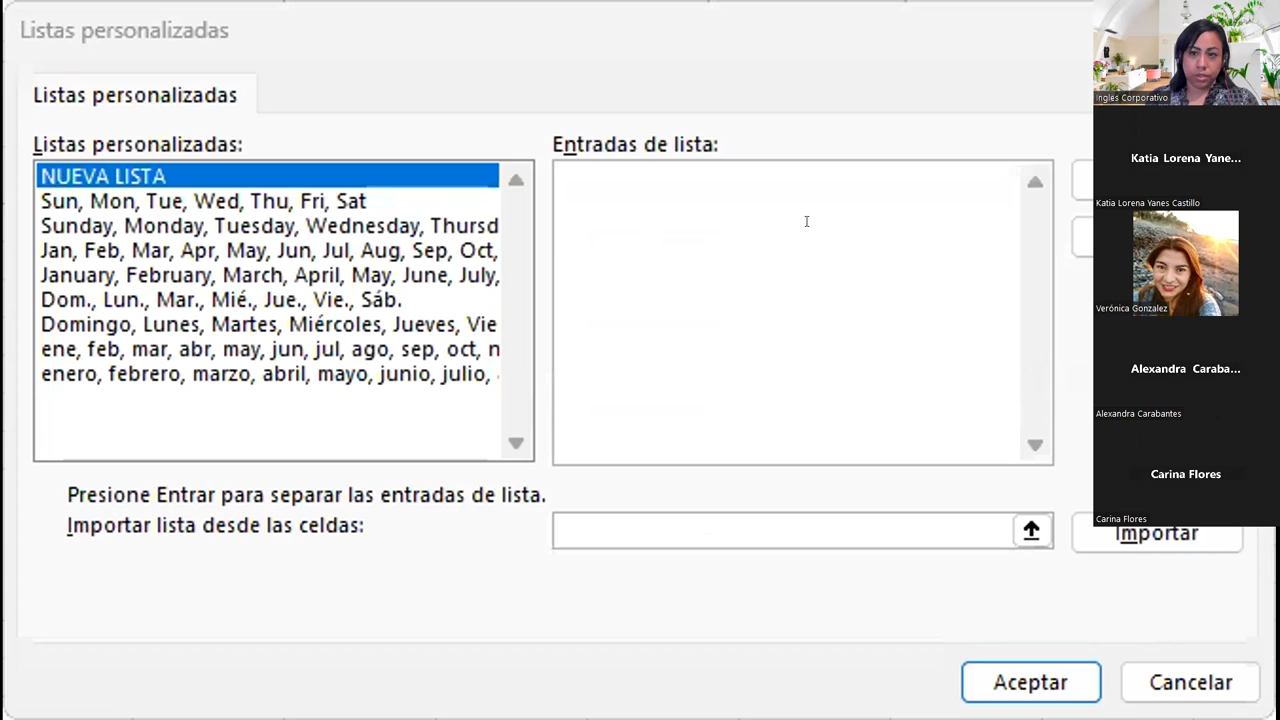 Listas personalizadas
Listas personalizadas
Listas personalizadas:
NUEVA LISTA
Sun, Mon, Tue, Wed, Thu, Fri, Sat
Sunday, Monday, Tuesday, Wednesday, Thursd
Jan, Feb, Mar, Apr, May, Jun, Jul, Aug, Sep, Oct,
January, February, March, April, May, June, July,
Dom., Lun., Mar., Mié., Jue., Vie., Sáb.
Domingo, Lunes, Martes, Miércoles, Jueves, Vie
ene, feb, mar, abr, may, jun, jul, ago, sep, oct, n
enero, febrero, marzo, abril, mayo, junio, julio,
Entradas de lista:
Presione Entrar para separar las entradas de lista.
Importar lista desde las celdas:
Importar
Aceptar
Cancelar
Ingles Corporativo
Katia Lorena Yane...
Katia Lorena Yanes Castillo
Verónica Gonzalez
Alexandra Caraba...
Alexandra Carabantes
Carina Flores
Carina Flores